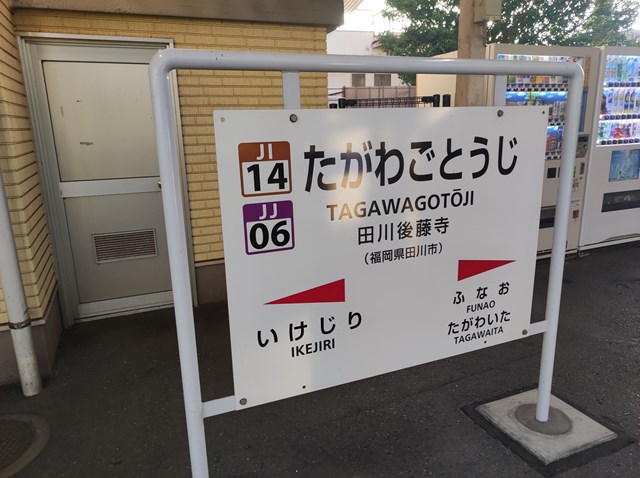 JI
14
たがわごとうじ
TAGAWAGOTŌJI
JJ
06
田川後藤寺
(福岡県田川市)
いけじり
IKEJIRI
ふなお
FUNAO
たがわいた
TAGAWAITA